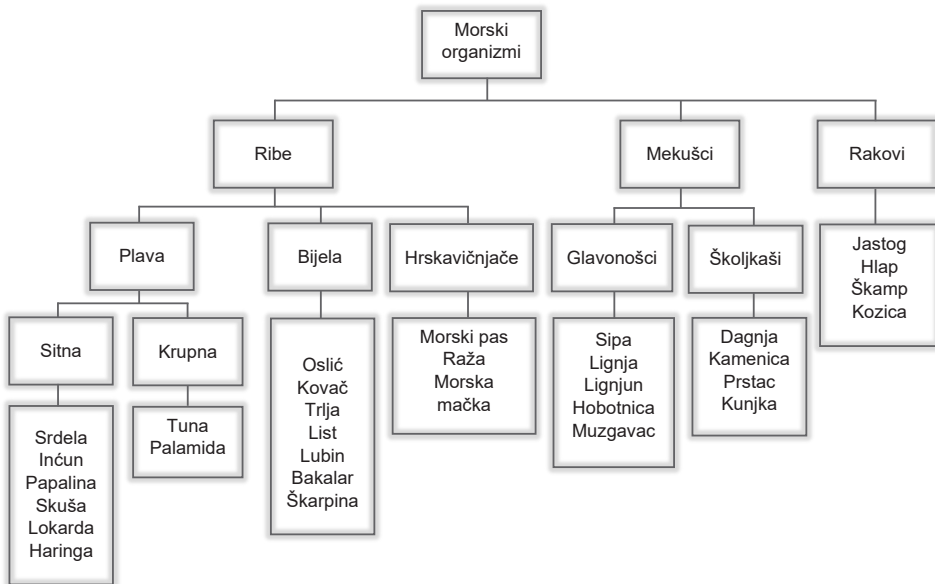 Morski
organizmi
Ribe
Mekušci
Rakovi
Plava
Bijela
Hrskavičnjače
Glavonošci
Školjkaši
Jastog
Hlap
Škamp
Kozica
Sitna
Krupna
Oslić
Kovač
Trlja
List
Lubin
Bakalar
Škarpina
Morski pas
Raža
Morska
mačka
Sipa
Lignja
Lignjun
Hobotnica
Muzgavac
Dagnja
Kamenica
Prstac
Kunjka
Srdela
Inćun
Papalina
Skuša
Lokarda
Haringa
Tuna
Palamida